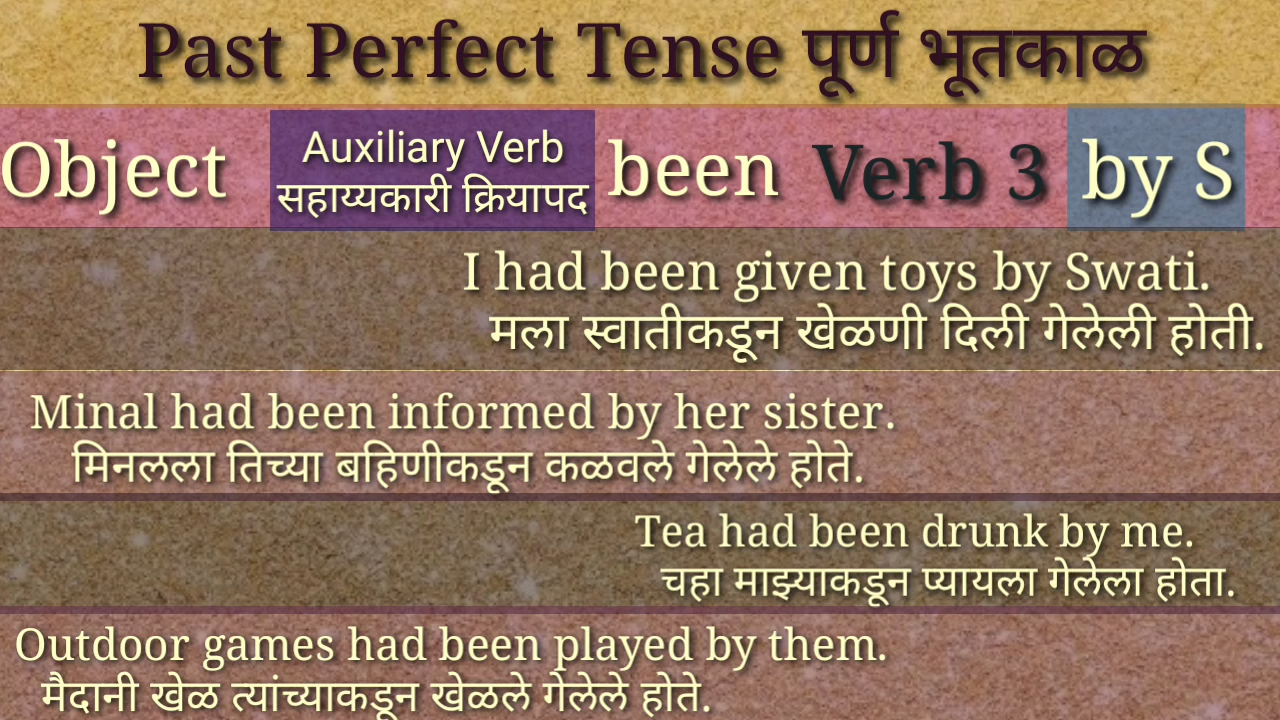 Past Perfect Tense पूर्ण भूतकाळ
Object Auxiliary Verb been Verb 3 by S
सहाय्यकारी क्रियापद
I had been given toys by Swati.
मला स्वातीकडून खेळणी दिली गेलेली होती.
Minal had been informed by her sister.
मिनलला तिच्या बहिणीकडून कळवले गेलेले होते.
Tea had been drunk by me.
चहा माझ्याकडून प्यायला गेलेला होता.
Outdoor games had been played by them.
मैदानी खेळ त्यांच्याकडून खेळले गेलेले होते.